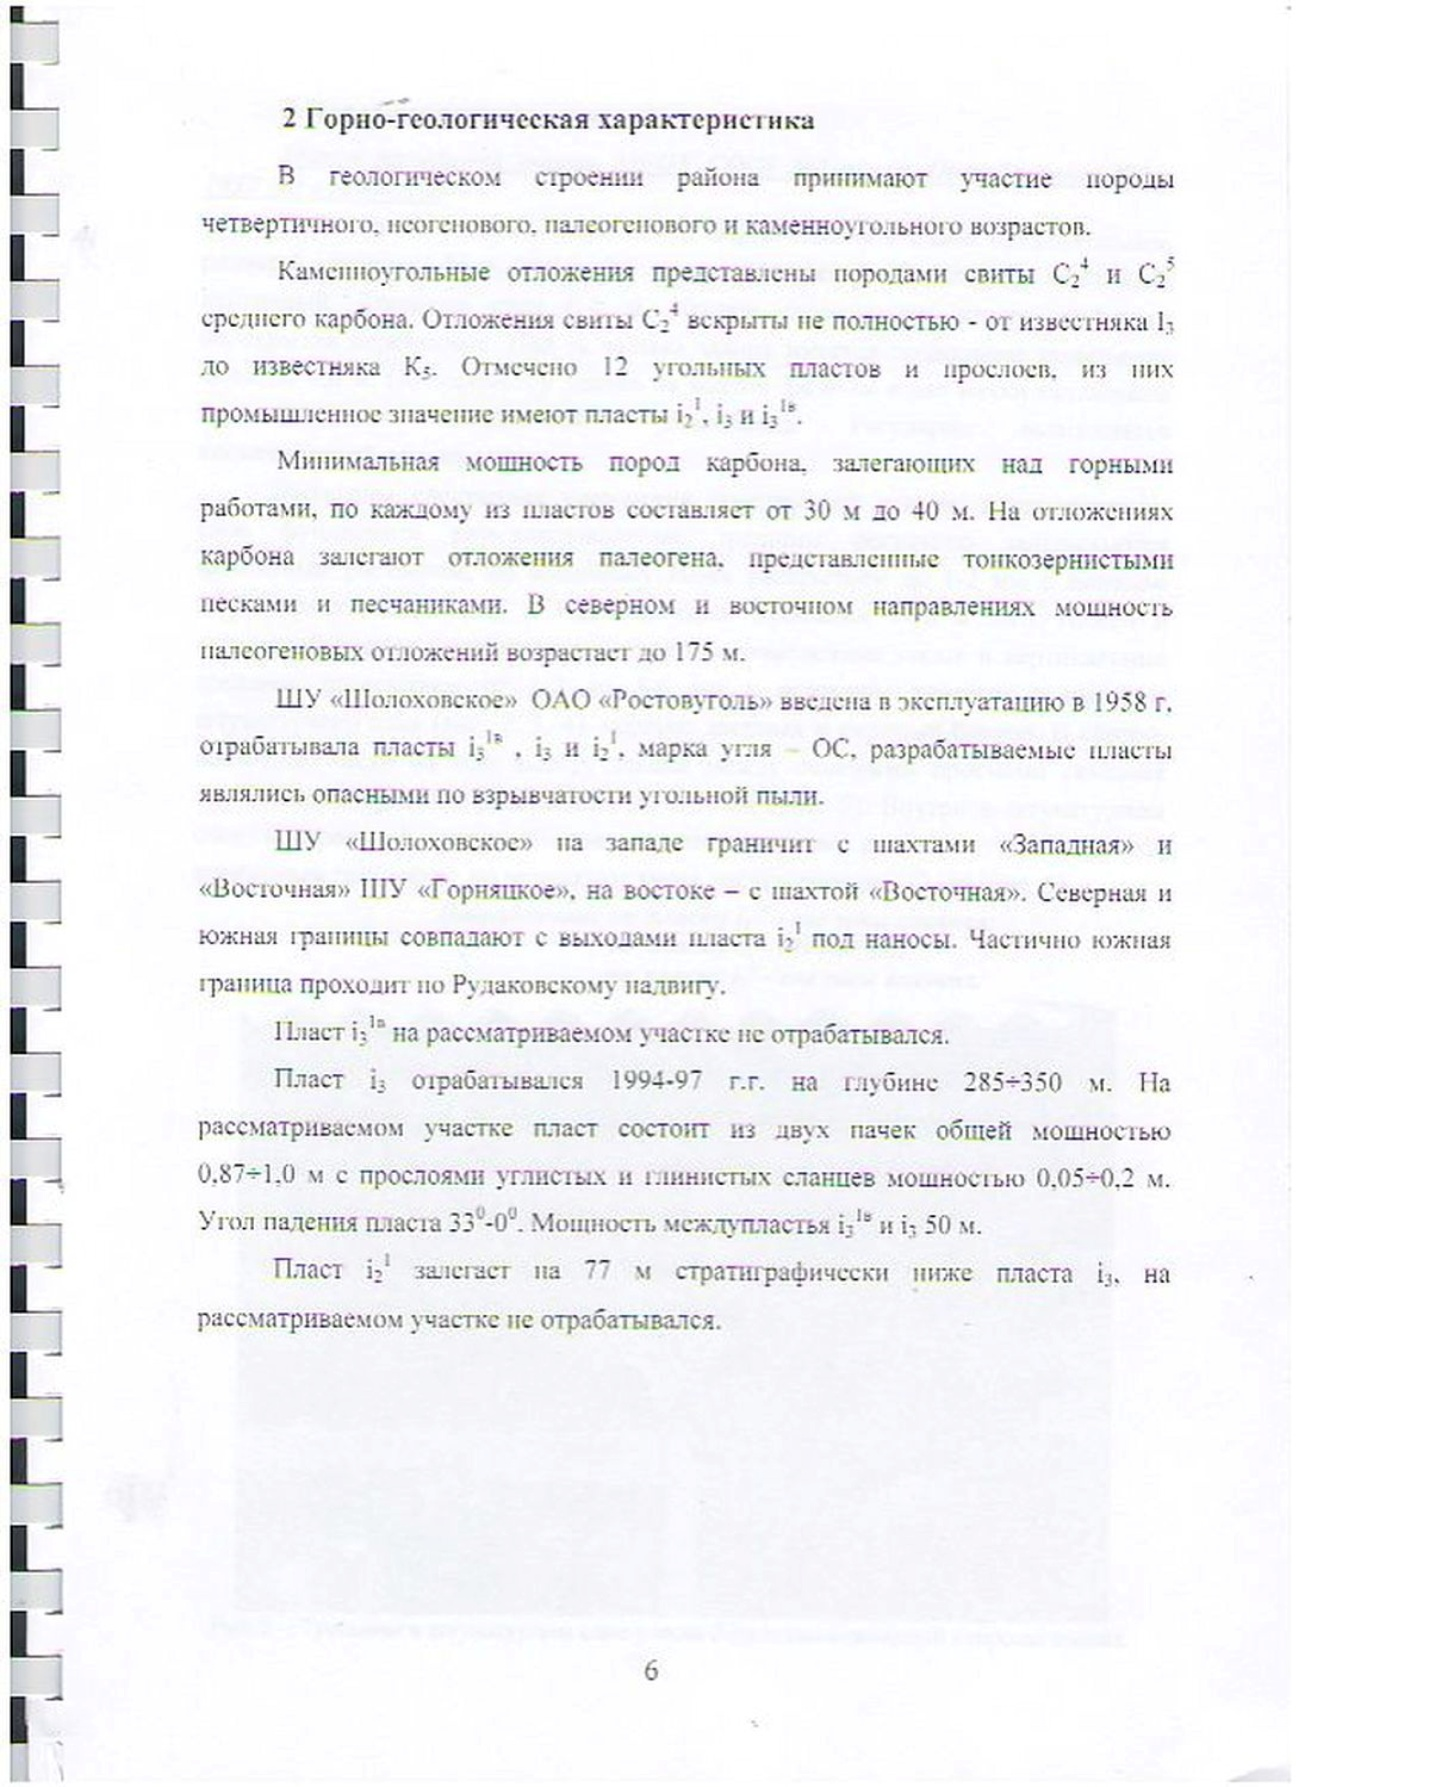 2 Горно-геологическая характеристика
В геологическом строении района принимают участие породы
четвертичного, неогенового, палеогенового и каменноугольного возрастов.
Каменноугольные отложения представлены породами свиты C₂⁴ и C₂⁵
среднего карбона. Отложения свиты C₂⁴ вскрыты не полностью - от известняка I₃
до известняка К₅. Отмечено 12 угольных пластов и прослоев, из них
промышленное значение имеют пласты i₂¹, i₃ и i₃¹ᵸ.
Минимальная мощность пород карбона, залегающих над горными
работами, по каждому из пластов составляет от 30 м до 40 м. На отложениях
карбона залегают отложения палеогена, представленные тонкозернистыми
песками и песчаниками. В северном и восточном направлениях мощность
палеогеновых отложений возрастает до 175 м.
ШУ «Шолоховское» ОАО «Ростовуголь» введена в эксплуатацию в 1958 г.
отрабатывала пласты i₃¹ᵸ , i₃ и i₂¹, марка угля – ОС, разрабатываемые пласты
являлись опасными по взрывчатости угольной пыли.
ШУ «Шолоховское» на западе граничит с шахтами «Западная» и
«Восточная» ШУ «Горняцкое», на востоке – с шахтой «Восточная». Северная и
южная границы совпадают с выходами пласта i₂¹ под наносы. Частично южная
граница проходит по Рудаковскому надвигу.
Пласт i₃¹ᵸ на рассматриваемом участке не отрабатывался.
Пласт i₃ отрабатывался 1994-97 г.г. на глубине 285÷350 м. На
рассматриваемом участке пласт состоит из двух пачек общей мощностью
0,87÷1,0 м с прослоями углистых и глинистых сланцев мощностью 0,05÷0,2 м.
Угол падения пласта 33⁰-0⁰. Мощность междупластья i₃¹ᵸ и i₃ 50 м.
Пласт i₂¹ залегает на 77 м стратиграфически ниже пласта i₃, на
рассматриваемом участке не отрабатывался.
6